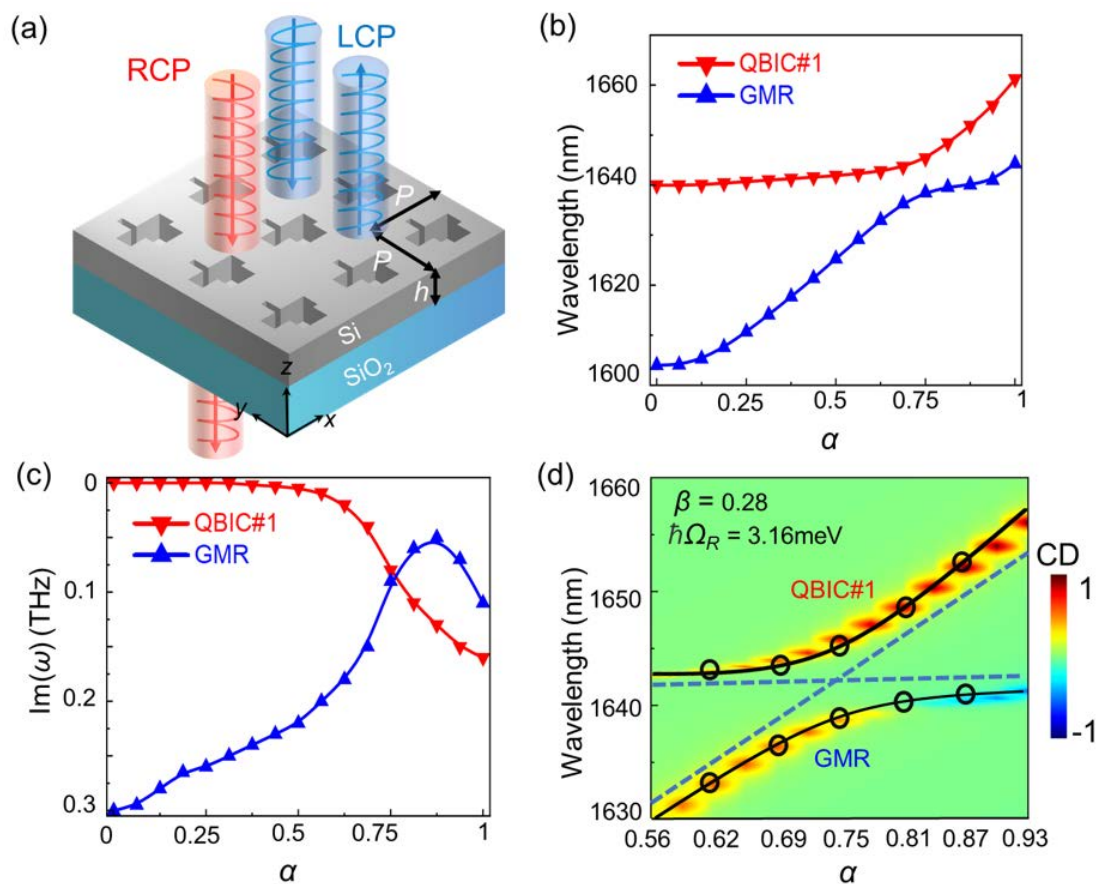 (a)
RCP
LCP
P
P
h
Si
SiO₂
z
y
x
(b)
QBIC#1
GMR
Wavelength (nm)
1660
1640
1620
1600
0
0.25
0.5
0.75
1
α
(c)
QBIC#1
GMR
Im(ω) (THz)
0
0.1
0.2
0.3
0
0.25
0.5
0.75
1
α
(d)
β = 0.28
ℏΩ_R = 3.16meV
QBIC#1
GMR
Wavelength (nm)
1660
1650
1640
1630
0.56
0.62
0.69
0.75
0.81
0.87
0.93
α
CD
1
-1